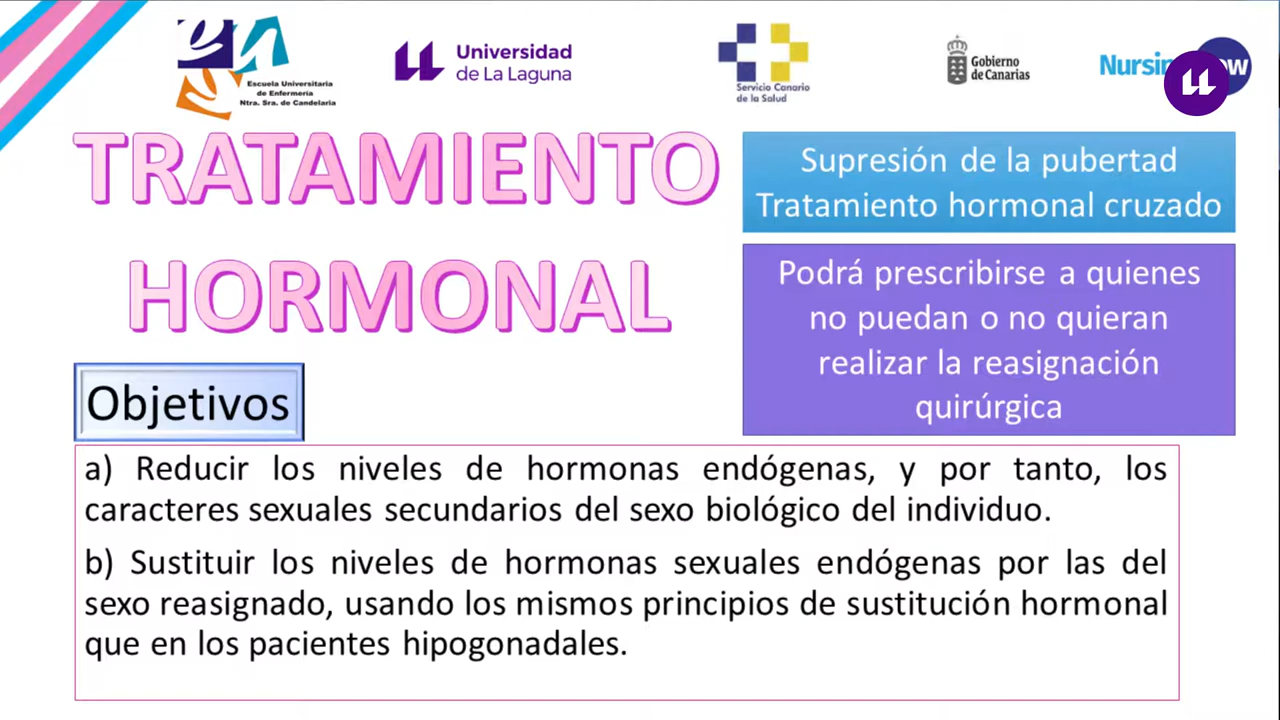 Escuela Universitaria
de Enfermería
Ntra. Sra. de Candelaria
Universidad
de La Laguna
Servicio Canario
de la Salud
Gobierno
de Canarias
TRATAMIENTO
HORMONAL
Supresión de la pubertad
Tratamiento hormonal cruzado
Podrá prescribirse a quienes
no puedan o no quieran
realizar la reasignación
quirúrgica
Objetivos
a) Reducir los niveles de hormonas endógenas, y por tanto, los
caracteres sexuales secundarios del sexo biológico del individuo.
b) Sustituir los niveles de hormonas sexuales endógenas por las del
sexo reasignado, usando los mismos principios de sustitución hormonal
que en los pacientes hipogonadales.